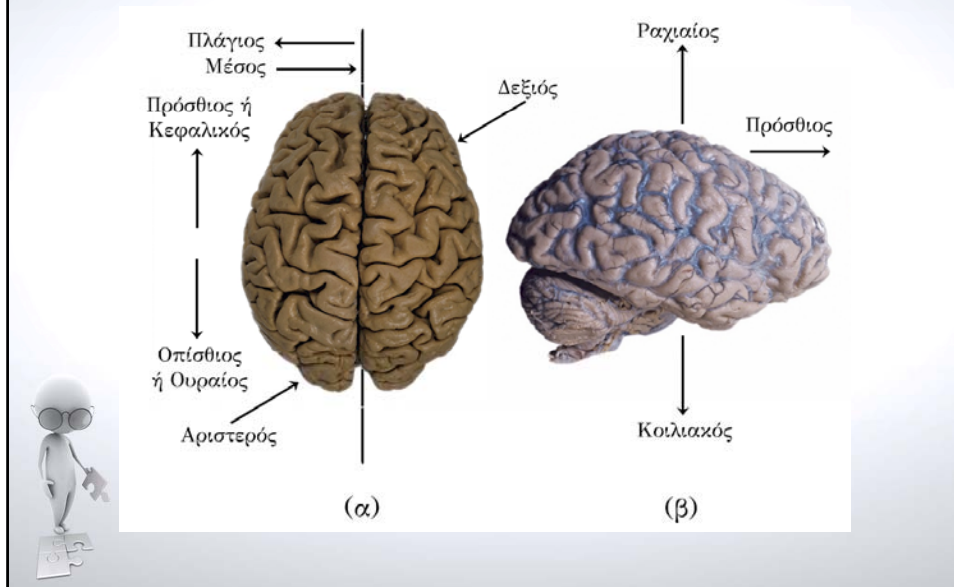 Πλάγιος
Μέσος
Πρόσθιος ή
Κεφαλικός
Δεξιός
Οπίσθιος
ή Ουραίος
Αριστερός
(α)
Ραχιαίος
Πρόσθιος
Κοιλιακός
(β)